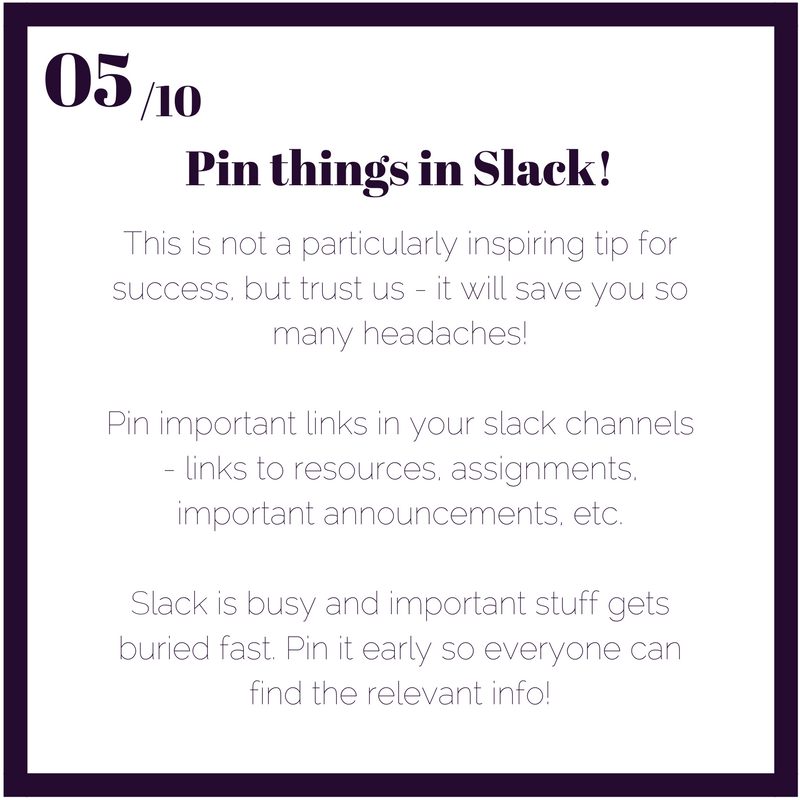 05 /10
Pin things in Slack!
This is not a particularly inspiring tip for
success, but trust us - it will save you so
many headaches!
Pin important links in your slack channels
- links to resources, assignments,
important announcements, etc.
Slack is busy and important stuff gets
buried fast. Pin it early so everyone can
find the relevant info!